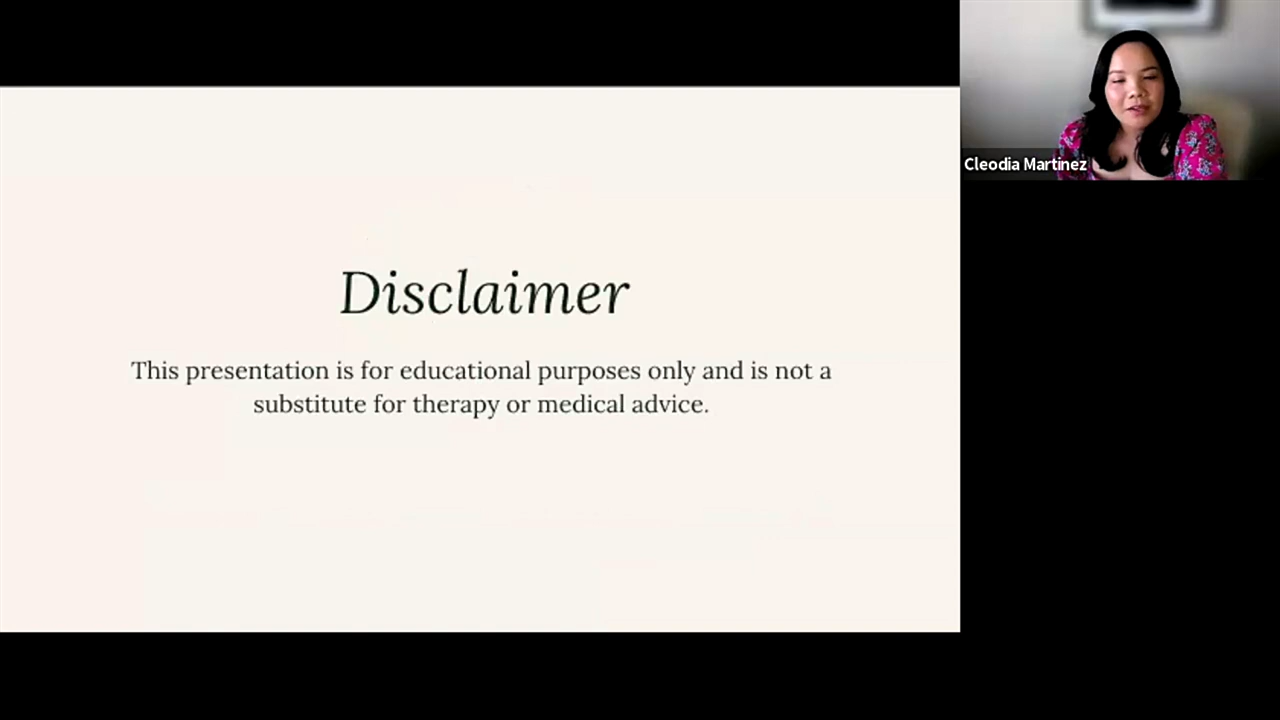 Disclaimer
This presentation is for educational purposes only and is not a
substitute for therapy or medical advice.
Cleodia Martinez